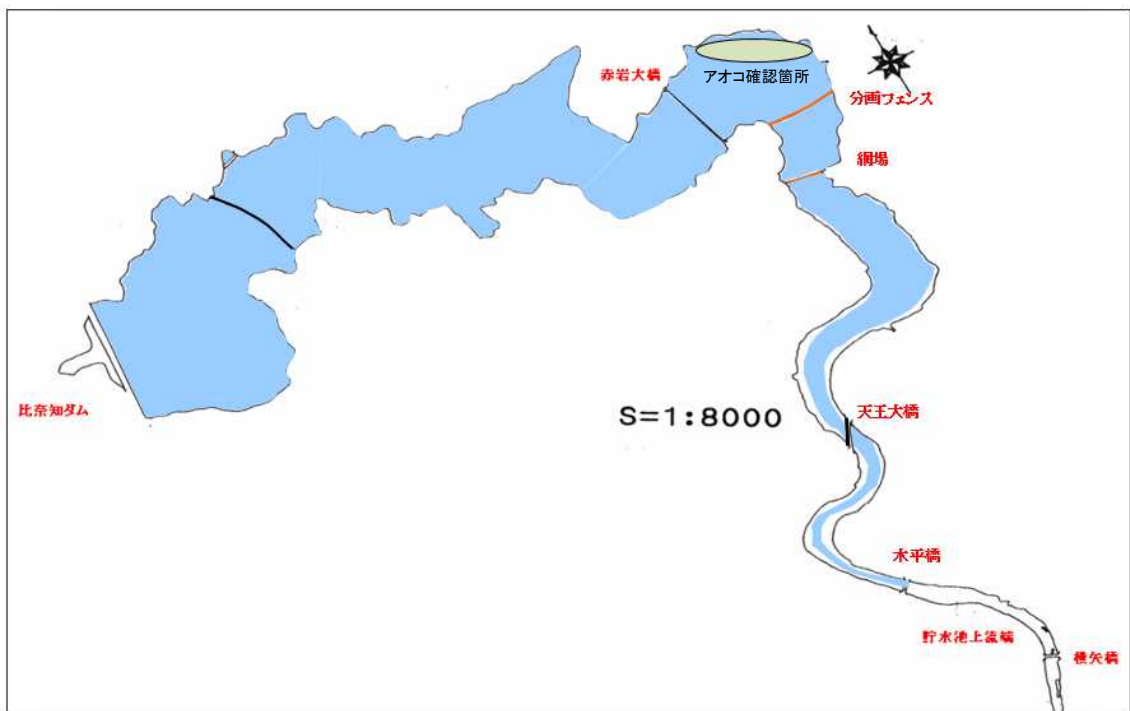 赤岩大橋
アオコ確認箇所
分画フェンス
網場
比奈知ダム
S=1:8000
天王大橋
水平橋
貯水池上流端
横矢橋